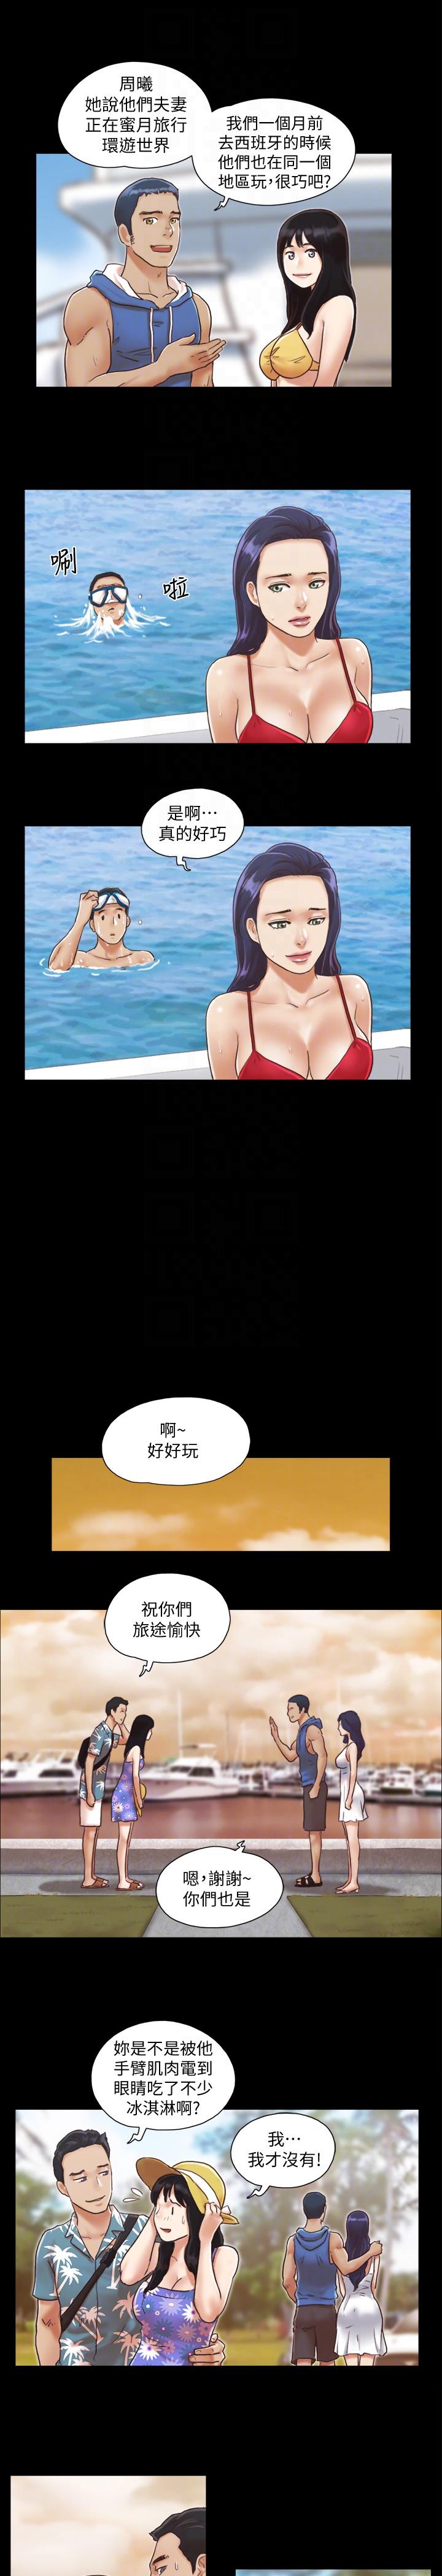 周曦
她說他們夫妻
正在蜜月旅行
環遊世界
我們一個月前
去西班牙的時候
他們也在同一個
地區玩，很巧吧?
唰
啦
是啊⋯
真的好巧
啊~
好好玩
祝你們
旅途愉快
嗯，謝謝~
你們也是
妳是不是被他
手臂肌肉電到
眼睛吃了不少
冰淇淋啊?
我⋯
我才沒有!